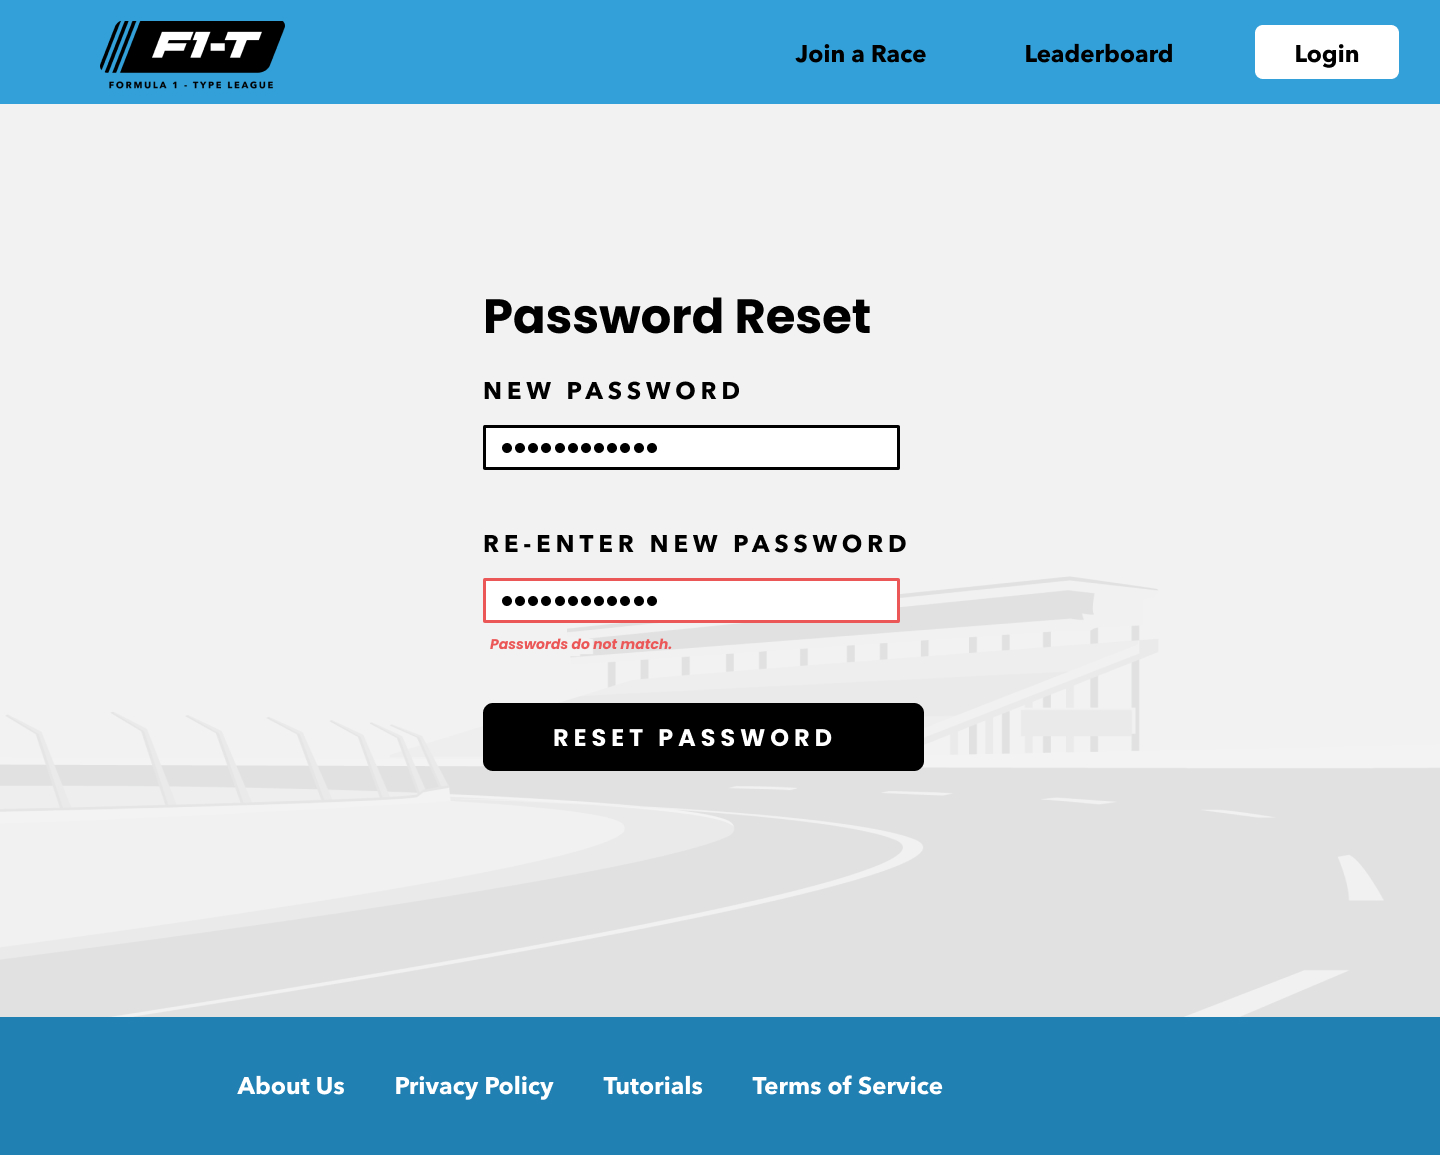 F1-T
FORMULA 1 - TYPE LEAGUE
Join a Race
Leaderboard
Login
Password Reset
NEW PASSWORD
••••••••••••
RE-ENTER NEW PASSWORD
••••••••••••
Passwords do not match.
RESET PASSWORD
About Us
Privacy Policy
Tutorials
Terms of Service